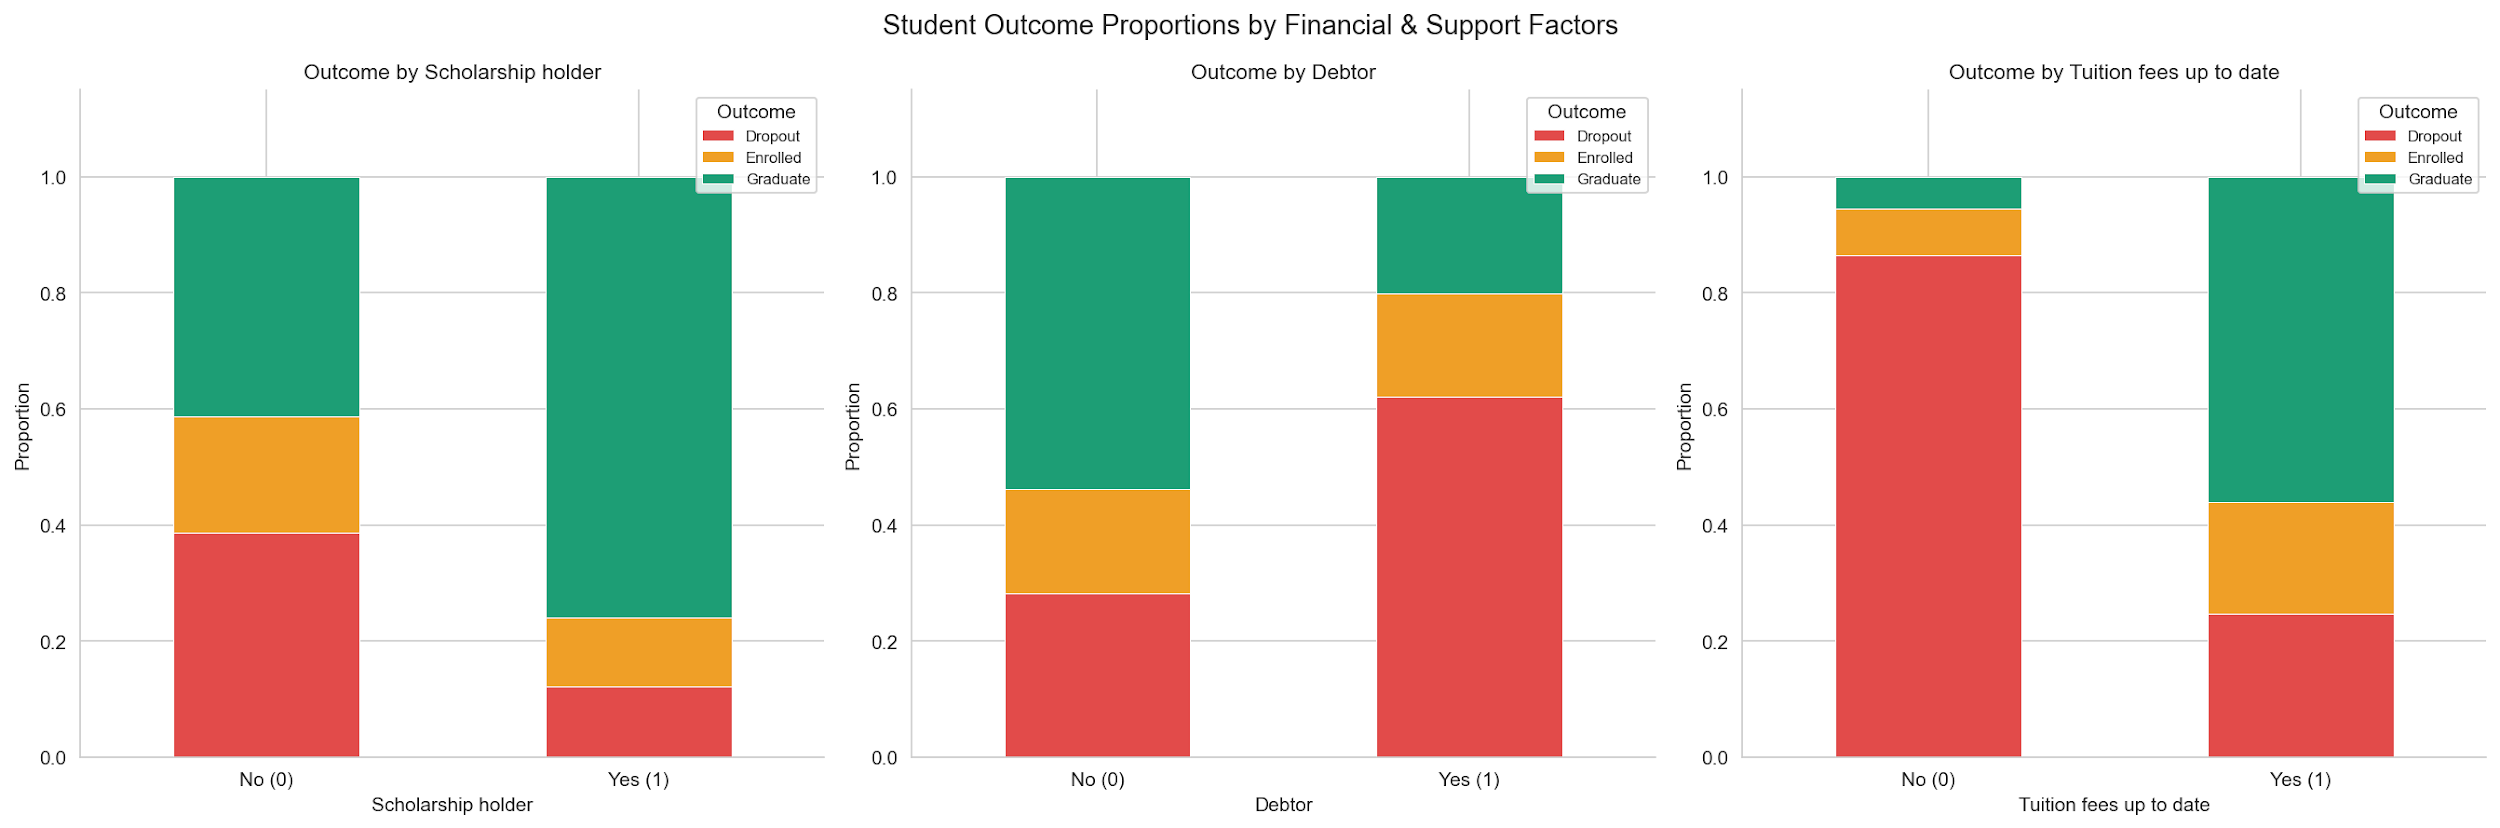 Student Outcome Proportions by Financial & Support Factors
Outcome by Scholarship holder
Outcome
Dropout
Enrolled
Graduate
1.0
0.8
0.6
0.4
0.2
0.0
Proportion
No (0)
Yes (1)
Scholarship holder
Outcome by Debtor
Outcome
Dropout
Enrolled
Graduate
1.0
0.8
0.6
0.4
0.2
0.0
Proportion
No (0)
Yes (1)
Debtor
Outcome by Tuition fees up to date
Outcome
Dropout
Enrolled
Graduate
1.0
0.8
0.6
0.4
0.2
0.0
Proportion
No (0)
Yes (1)
Tuition fees up to date